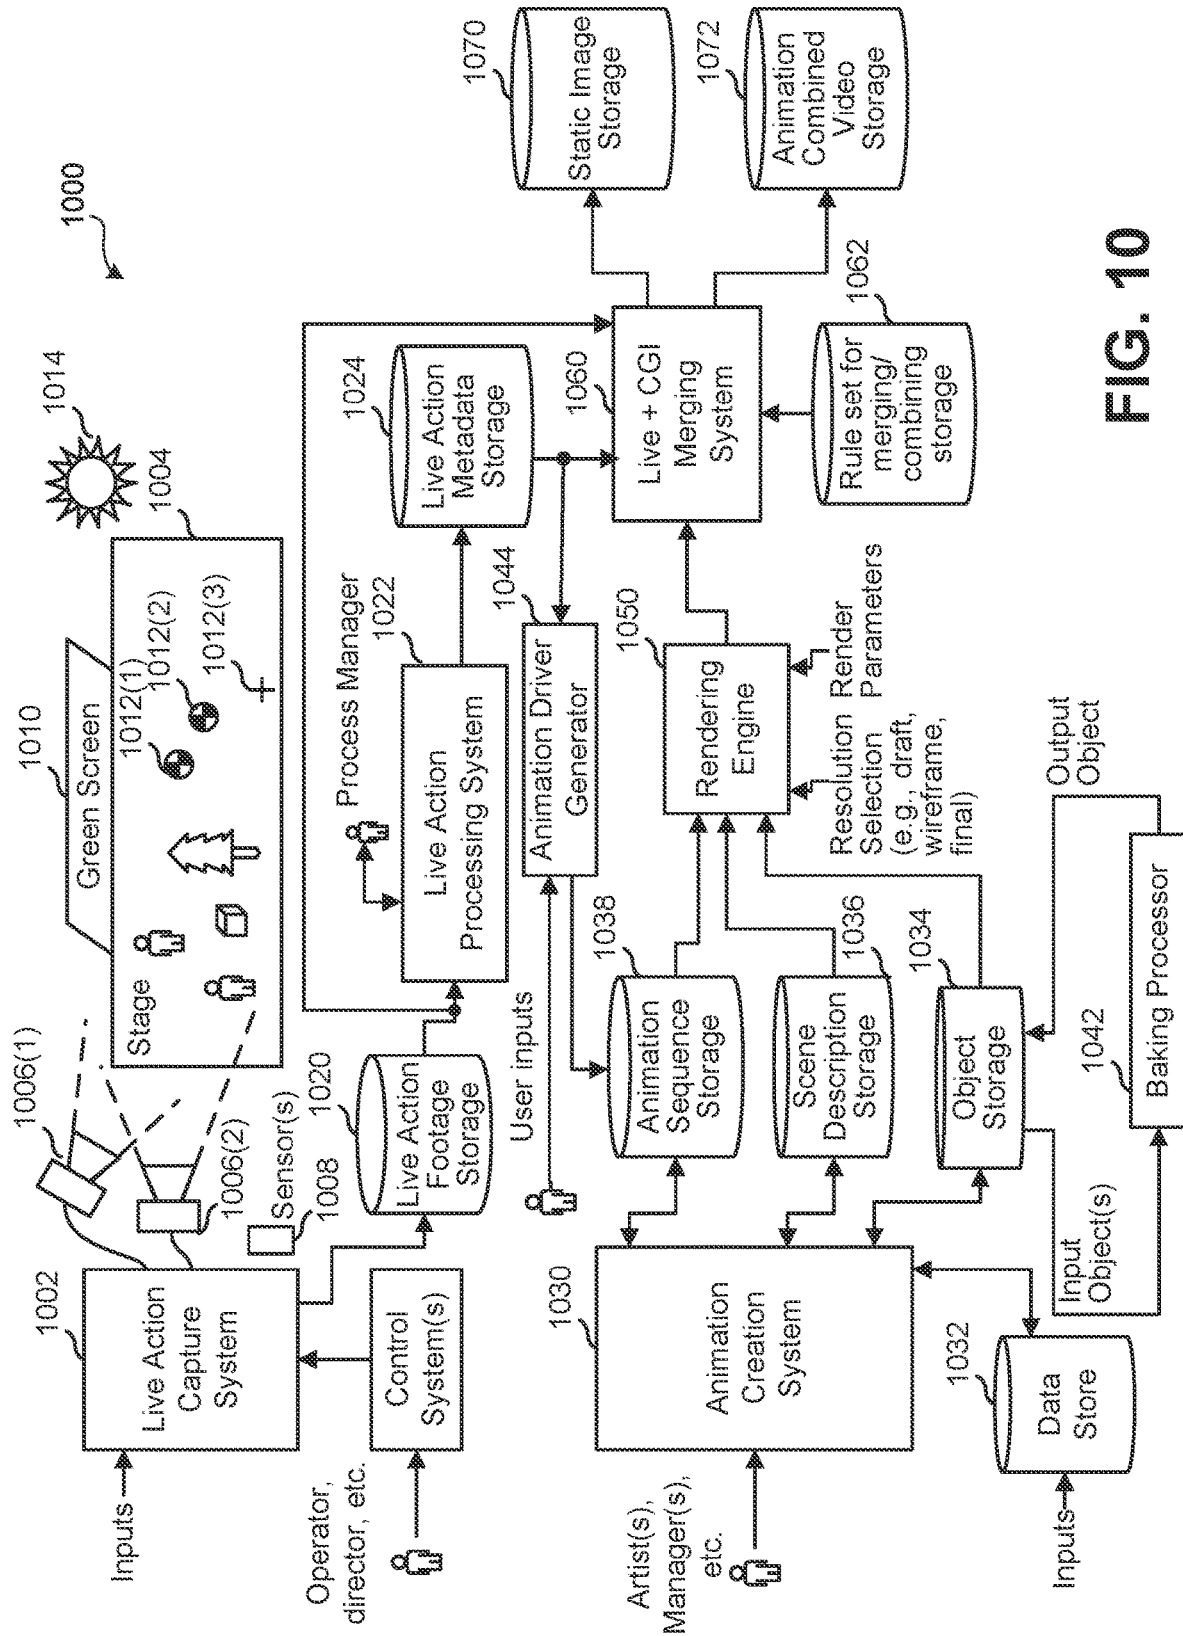 1000
1014
1010
Green Screen
1004
1012(1)
1012(2)
1012(3)
Stage
1006(1)
1006(2)
Sensor(s)
1008
1002
Live Action
Capture
System
Inputs
Operator,
director, etc.
Control
System(s)
1020
Live Action
Footage
Storage
Process Manager
1022
Live Action
Processing System
1024
Live Action
Metadata
Storage
1044
Animation Driver
Generator
User inputs
1070
Static Image
Storage
1072
Animation
Combined
Video
Storage
1060
Live + CGI
Merging
System
1062
Rule set for
merging/
combining
storage
1050
Rendering
Engine
Resolution
Selection
(e.g., draft,
wireframe,
final)
Render
Parameters
1038
Animation
Sequence
Storage
1036
Scene
Description
Storage
1034
Object
Storage
1030
Animation
Creation
System
Artist(s),
Manager(s),
etc.
1032
Data
Store
Inputs
Input
Object(s)
Output
Object
1042
Baking Processor
FIG. 10